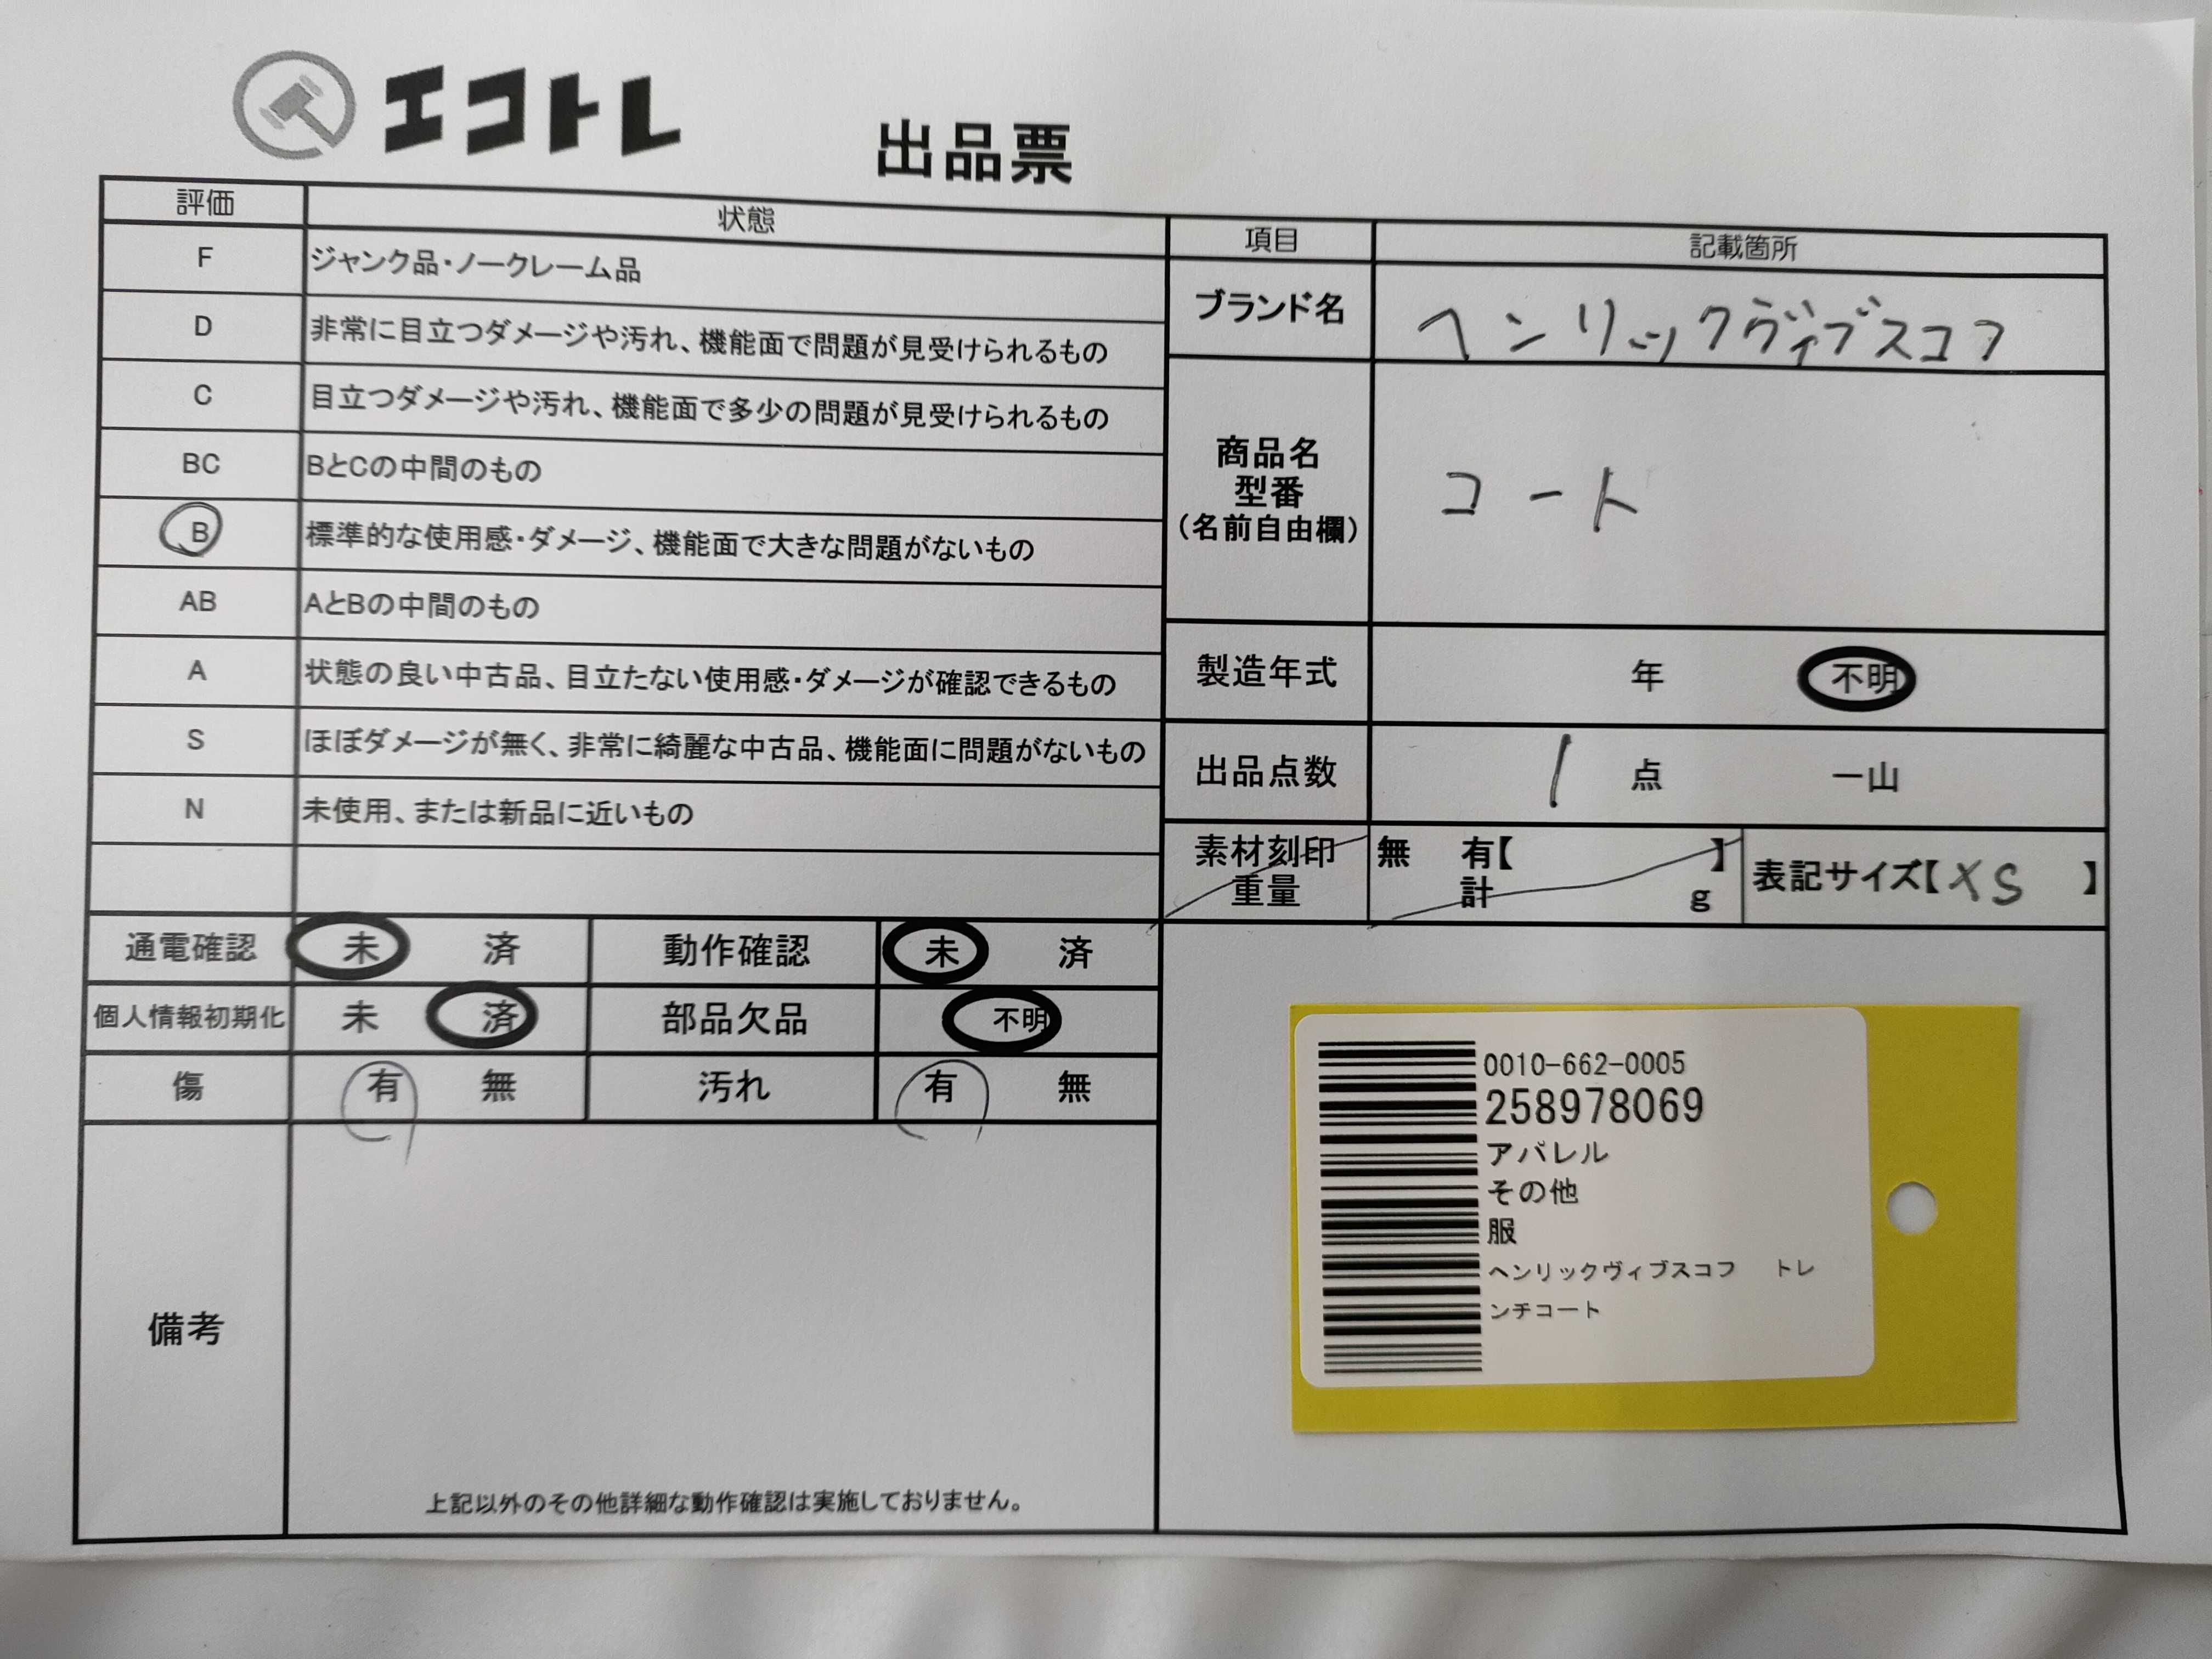 エコトレ
出品票
評価 状態
F ジャンク品・ノークレーム品
D 非常に目立つダメージや汚れ、機能面で問題が見受けられるもの
C 目立つダメージや汚れ、機能面で多少の問題が見受けられるもの
BC BとCの中間のもの
B 標準的な使用感・ダメージ、機能面で大きな問題がないもの
AB AとBの中間のもの
A 状態の良い中古品、目立たない使用感・ダメージが確認できるもの
S ほぼダメージが無く、非常に綺麗な中古品、機能面に問題がないもの
N 未使用、または新品に近いもの
通電確認 未 済 動作確認 未 済
個人情報初期化 未 済 部品欠品 不明
傷 有 無 汚れ 有 無
備考
上記以外のその他詳細な動作確認は実施しておりません。
項目 記載箇所
ブランド名 ヘンリックヴィブスコフ
商品名
型番
(名前自由欄)
コート
製造年式 年 不明
出品点数 1 点 一山
素材刻印 無 有【 】
重量 計 g
表記サイズ【XS 】
0010-662-0005
258978069
アパレル
その他
服
ヘンリックヴィブスコフ トレ
ンチコート